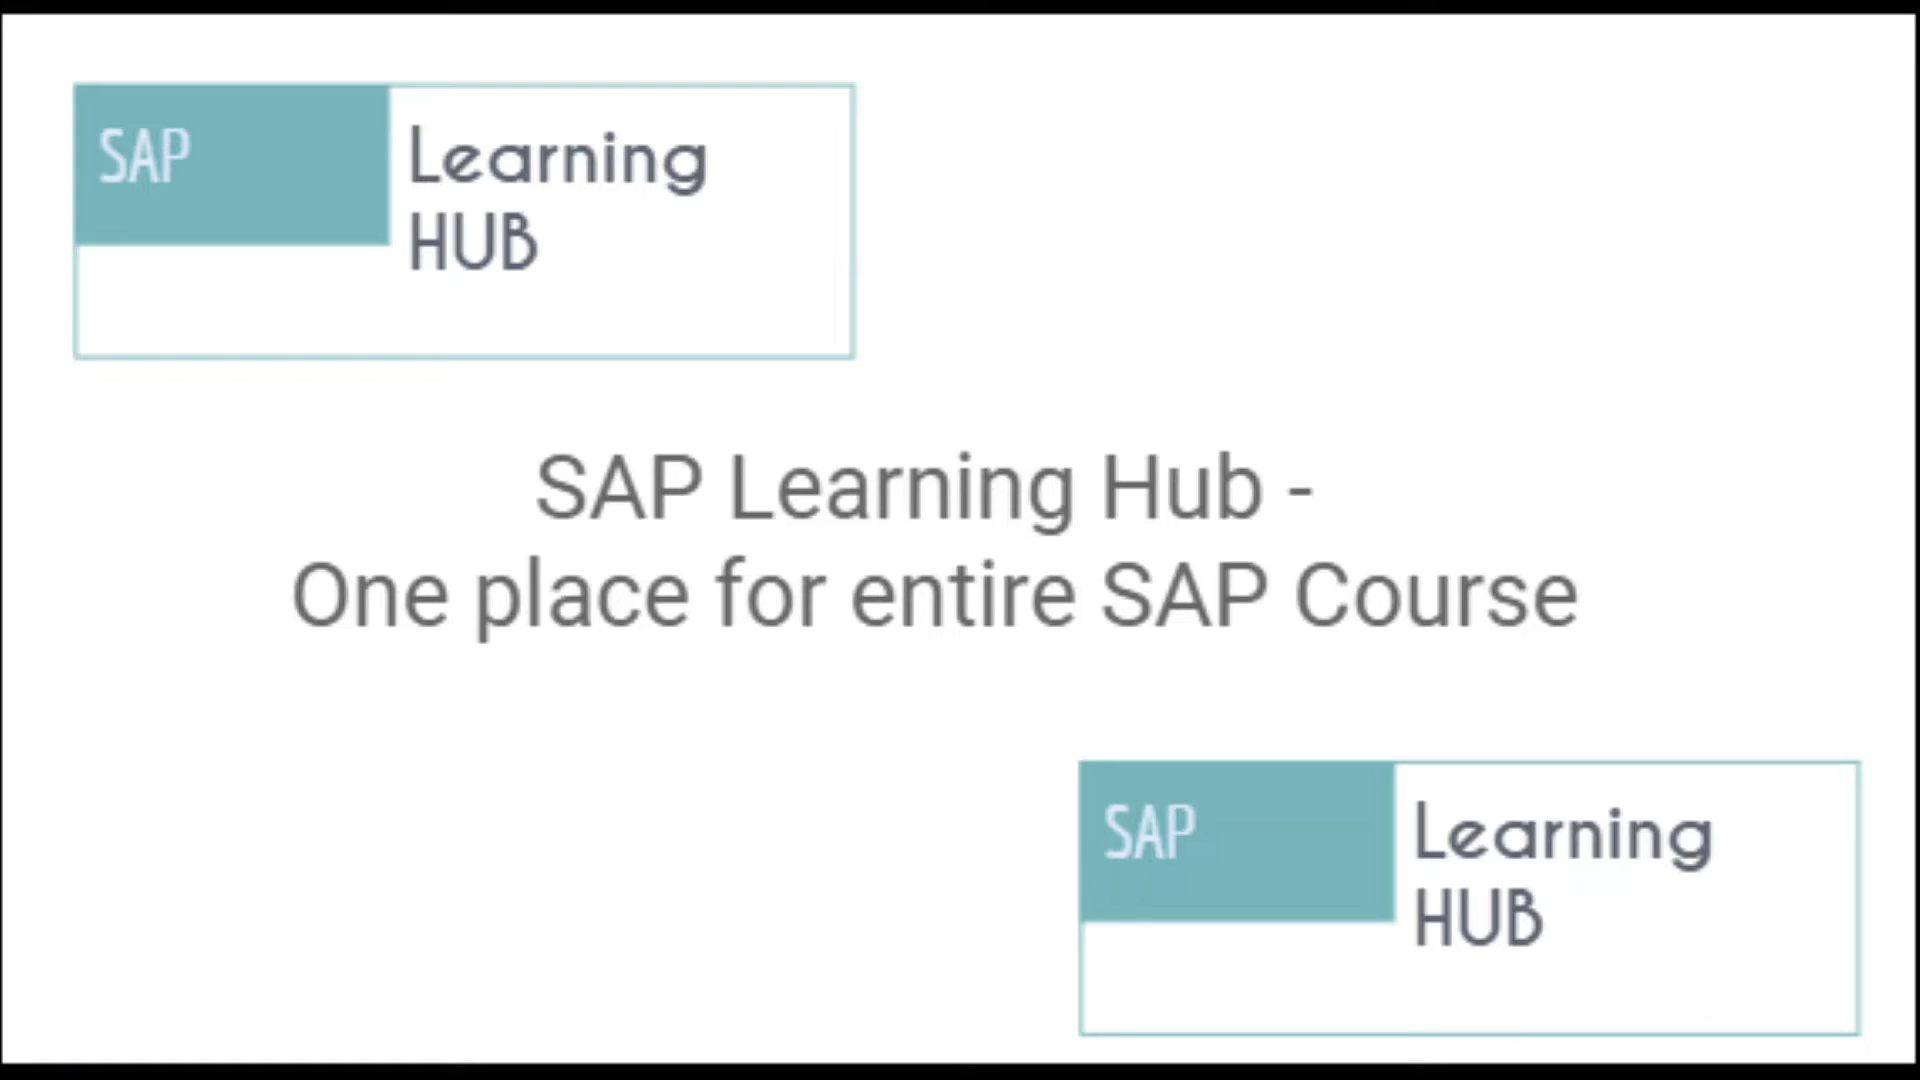 SAP Learning
HUB
SAP Learning Hub -
One place for entire SAP Course
SAP Learning
HUB